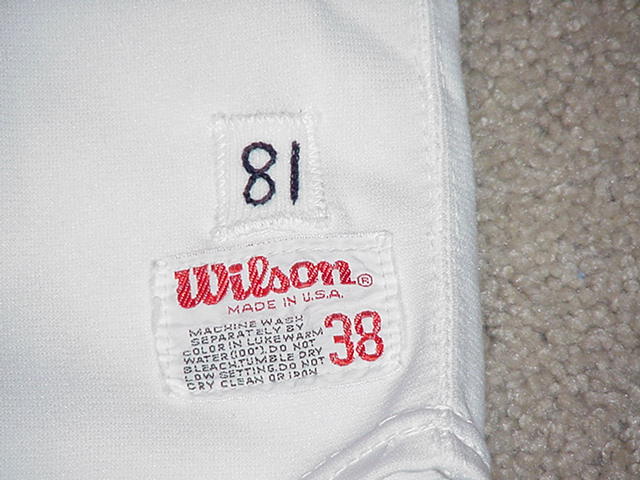 81
Wilson®
MADE IN U.S.A.
MACHINE WASH
SEPARATELY BY
COLOR IN LUKEWARM
WATER (100°). DO NOT
BLEACH. TUMBLE DRY
LOW SETTING. DO NOT
DRY CLEAN OR IRON
38